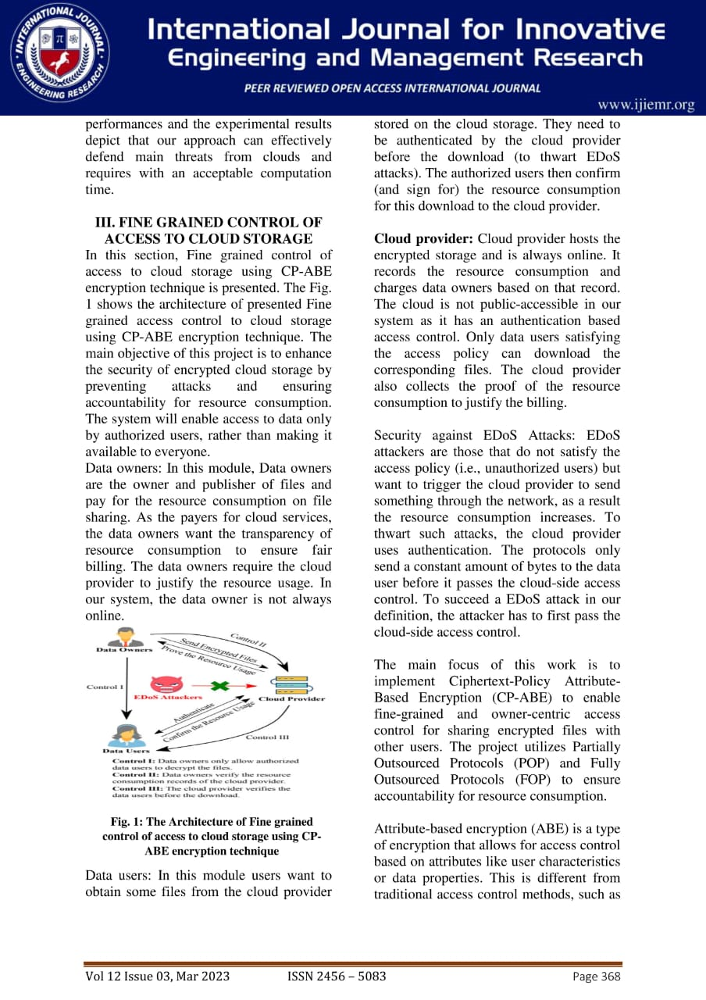 INTERNATIONAL JOURNAL
ENGINEERING RESEARCH
π
International Journal for Innovative
Engineering and Management Research
PEER REVIEWED OPEN ACCESS INTERNATIONAL JOURNAL
www.ijiemr.org
performances and the experimental results
depict that our approach can effectively
defend main threats from clouds and
requires with an acceptable computation
time.
III. FINE GRAINED CONTROL OF
ACCESS TO CLOUD STORAGE
In this section, Fine grained control of
access to cloud storage using CP-ABE
encryption technique is presented. The Fig.
1 shows the architecture of presented Fine
grained access control to cloud storage
using CP-ABE encryption technique. The
main objective of this project is to enhance
the security of encrypted cloud storage by
preventing attacks and ensuring
accountability for resource consumption.
The system will enable access to data only
by authorized users, rather than making it
available to everyone.
Data owners: In this module, Data owners
are the owner and publisher of files and
pay for the resource consumption on file
sharing. As the payers for cloud services,
the data owners want the transparency of
resource consumption to ensure fair
billing. The data owners require the cloud
provider to justify the resource usage. In
our system, the data owner is not always
online.
Control II
Send Encrypted Files
Data Owners
Prove the Resource Usage
Control I
EDoS Attackers
Cloud Provider
Authenticate
Confirm the Resource Usage
Control III
Data Users
Control I: Data owners only allow authorized
data users to decrypt the files.
Control II: Data owners verify the resource
consumption records of the cloud provider.
Control III: The cloud provider verifies the
data users before the download.
Fig. 1: The Architecture of Fine grained
control of access to cloud storage using CP-
ABE encryption technique
Data users: In this module users want to
obtain some files from the cloud provider
stored on the cloud storage. They need to
be authenticated by the cloud provider
before the download (to thwart EDoS
attacks). The authorized users then confirm
(and sign for) the resource consumption
for this download to the cloud provider.
Cloud provider: Cloud provider hosts the
encrypted storage and is always online. It
records the resource consumption and
charges data owners based on that record.
The cloud is not public-accessible in our
system as it has an authentication based
access control. Only data users satisfying
the access policy can download the
corresponding files. The cloud provider
also collects the proof of the resource
consumption to justify the billing.
Security against EDoS Attacks: EDoS
attackers are those that do not satisfy the
access policy (i.e., unauthorized users) but
want to trigger the cloud provider to send
something through the network, as a result
the resource consumption increases. To
thwart such attacks, the cloud provider
uses authentication. The protocols only
send a constant amount of bytes to the data
user before it passes the cloud-side access
control. To succeed a EDoS attack in our
definition, the attacker has to first pass the
cloud-side access control.
The main focus of this work is to
implement Ciphertext-Policy Attribute-
Based Encryption (CP-ABE) to enable
fine-grained and owner-centric access
control for sharing encrypted files with
other users. The project utilizes Partially
Outsourced Protocols (POP) and Fully
Outsourced Protocols (FOP) to ensure
accountability for resource consumption.
Attribute-based encryption (ABE) is a type
of encryption that allows for access control
based on attributes like user characteristics
or data properties. This is different from
traditional access control methods, such as
Vol 12 Issue 03, Mar 2023 ISSN 2456 – 5083 Page 368